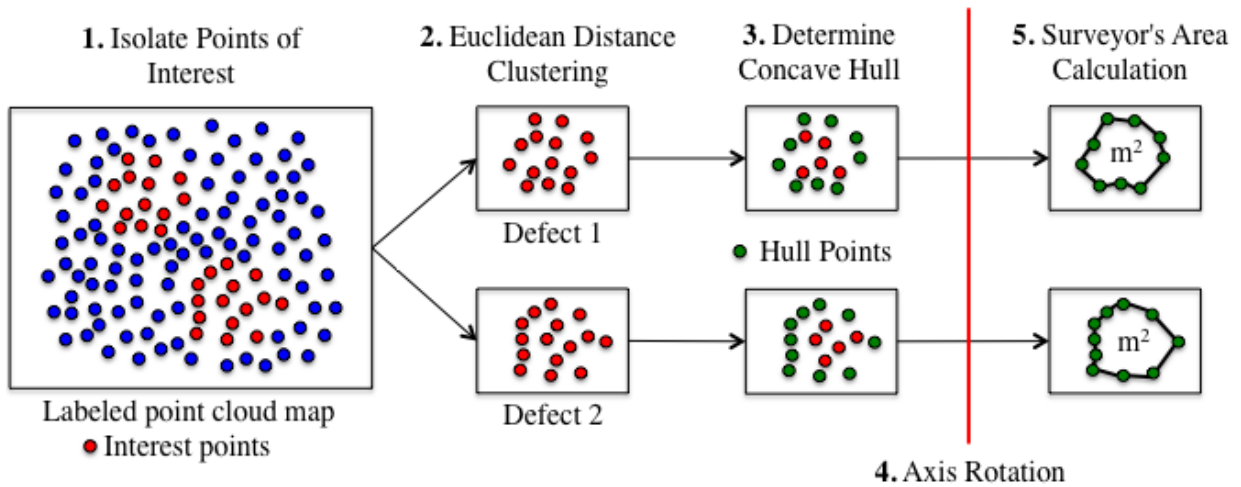 1. Isolate Points of
Interest
2. Euclidean Distance
Clustering
3. Determine
Concave Hull
5. Surveyor's Area
Calculation
m²
Defect 1
Hull Points
m²
Labeled point cloud map
Interest points
Defect 2
4. Axis Rotation